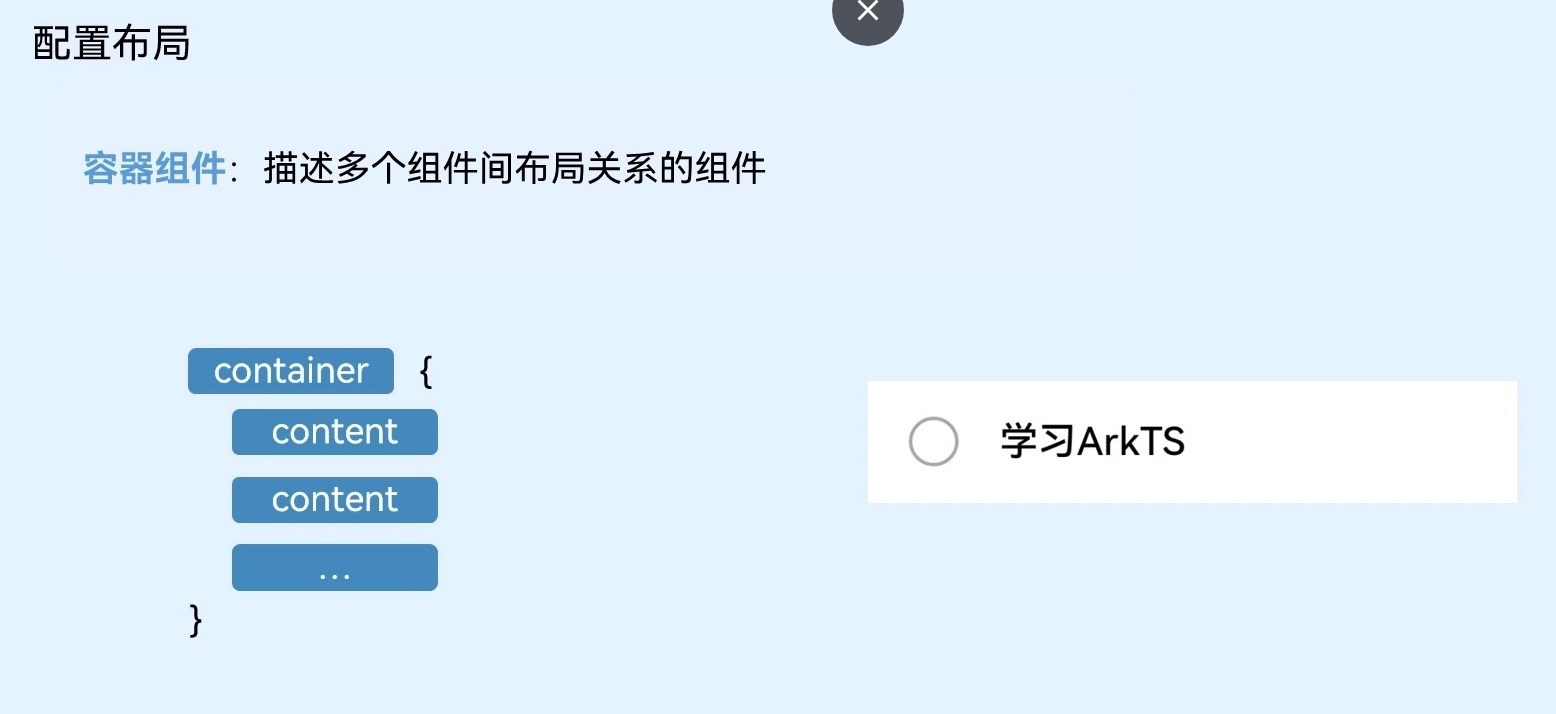 配置布局
容器组件：描述多个组件间布局关系的组件
container {
content
content
...
}
学习ArkTS